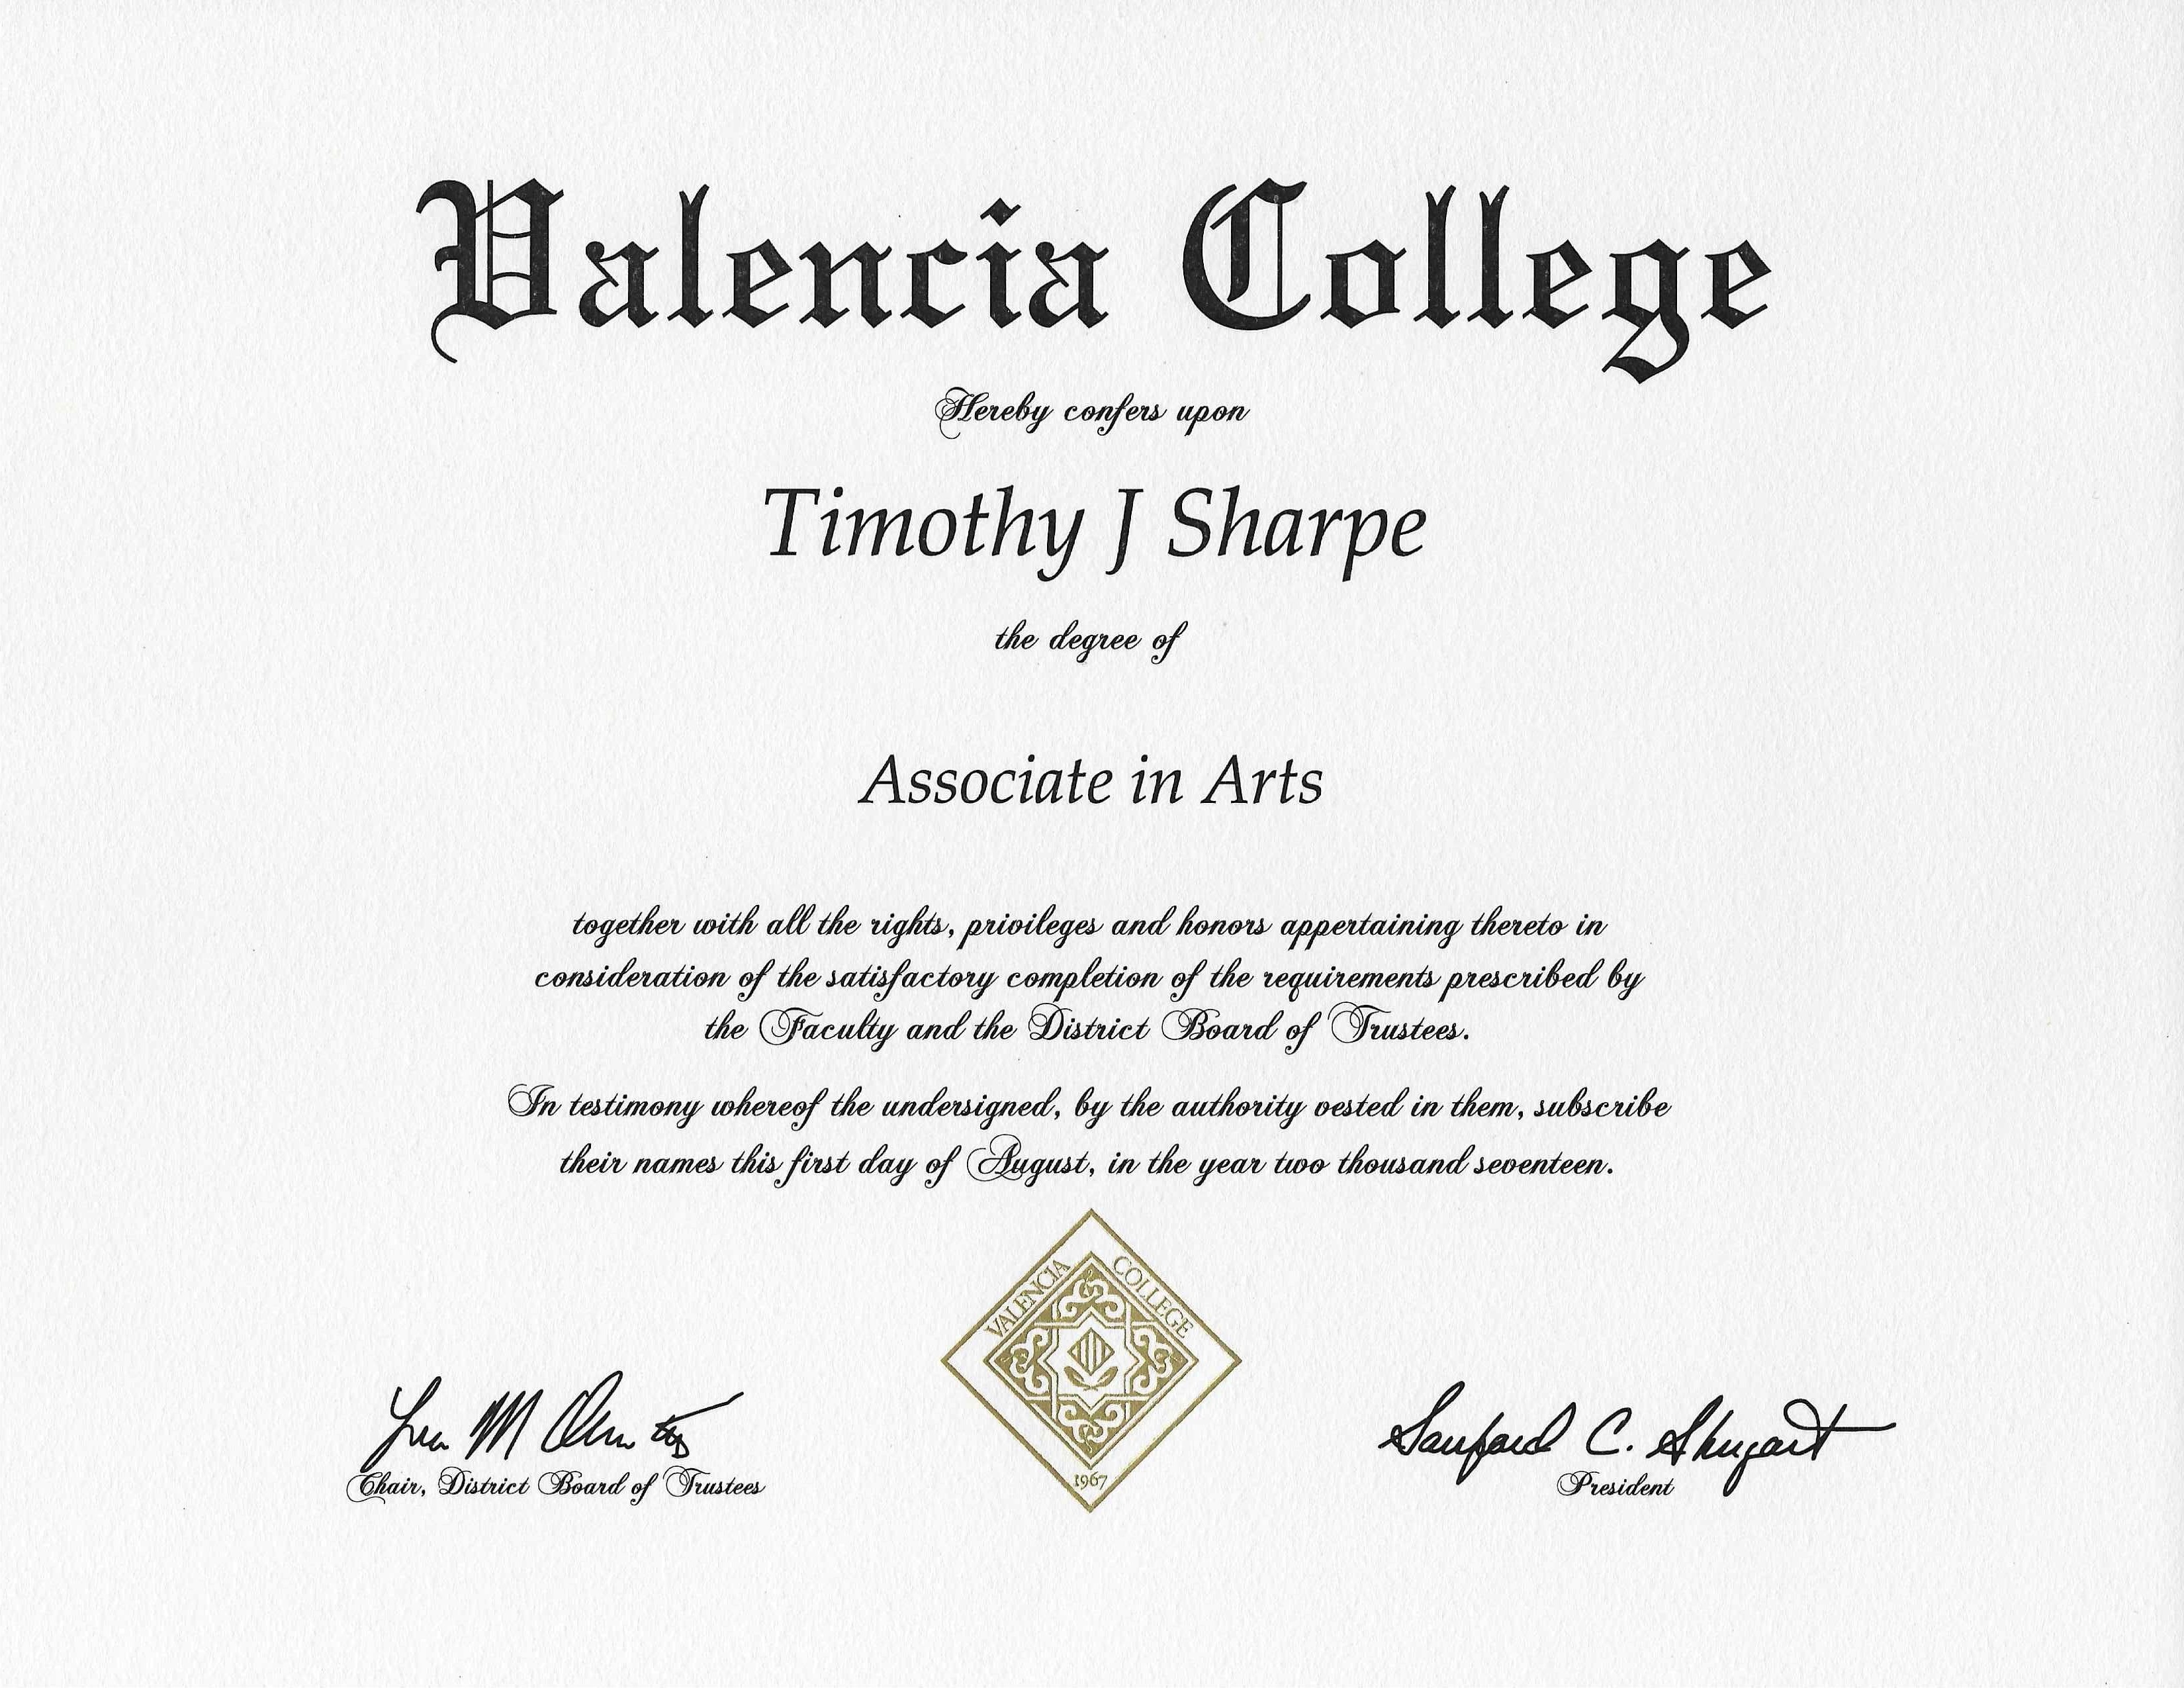 Valencia College
Hereby confers upon
Timothy J Sharpe
the degree of
Associate in Arts
together with all the rights, privileges and honors appertaining thereto in
consideration of the satisfactory completion of the requirements prescribed by
the Faculty and the District Board of Trustees.
In testimony whereof the undersigned, by the authority vested in them, subscribe
their names this first day of August, in the year two thousand seventeen.
VALENCIA COLLEGE
1967
Chair, District Board of Trustees
Sanford C. Shugart
President